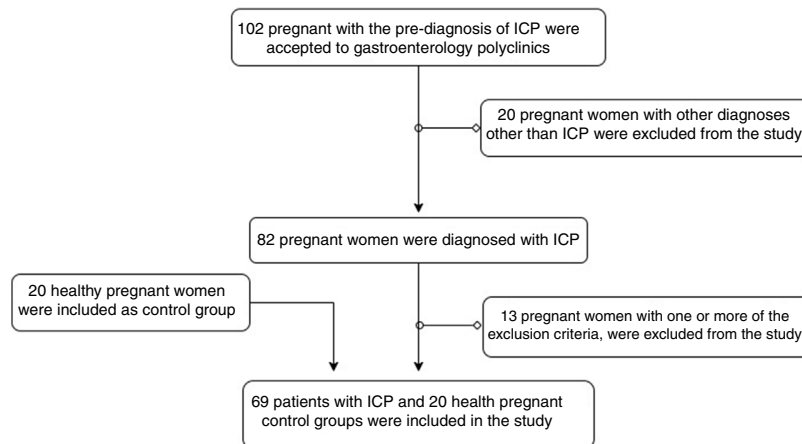 102 pregnant with the pre-diagnosis of ICP were
accepted to gastroenterology polyclinics
20 pregnant women with other diagnoses
other than ICP were excluded from the study
82 pregnant women were diagnosed with ICP
20 healthy pregnant women
were included as control group
13 pregnant women with one or more of the
exclusion criteria, were excluded from the study
69 patients with ICP and 20 health pregnant
control groups were included in the study